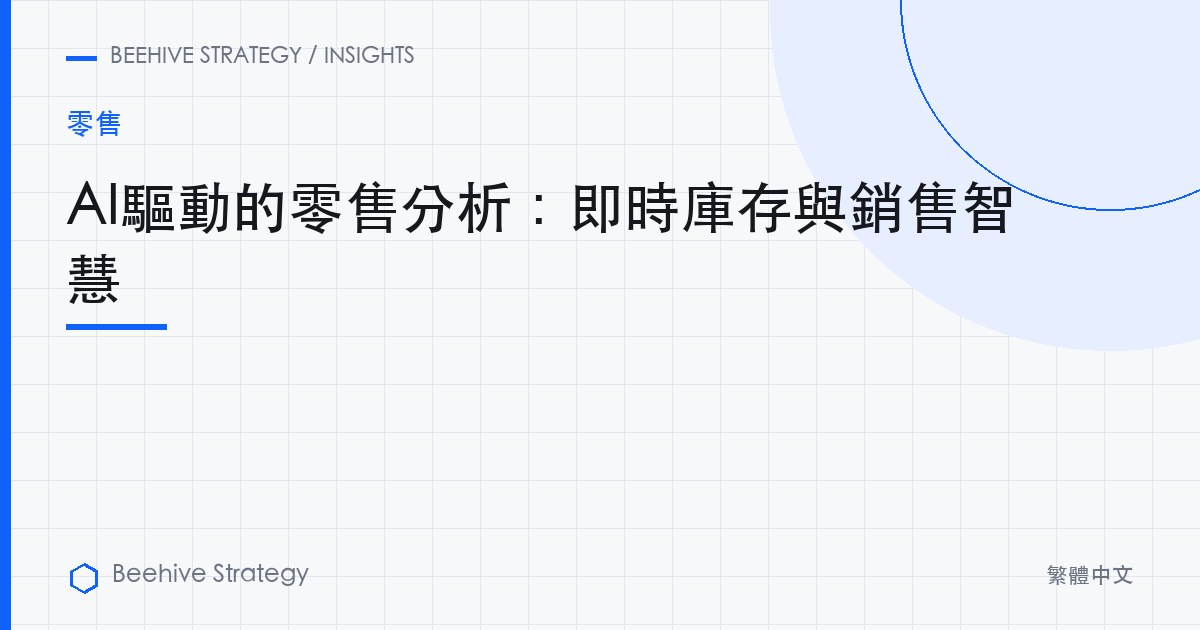 BEEHIVE STRATEGY / INSIGHTS
零售
AI驅動的零售分析：即時庫存與銷售智
慧
Beehive Strategy
繁體中文